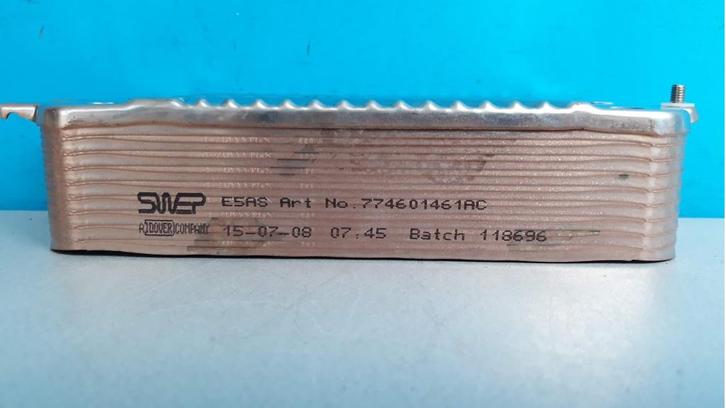 SWEP E5AS Art No.774601461AC
A DOVER COMPANY 15-07-08 07:45 Batch 118696